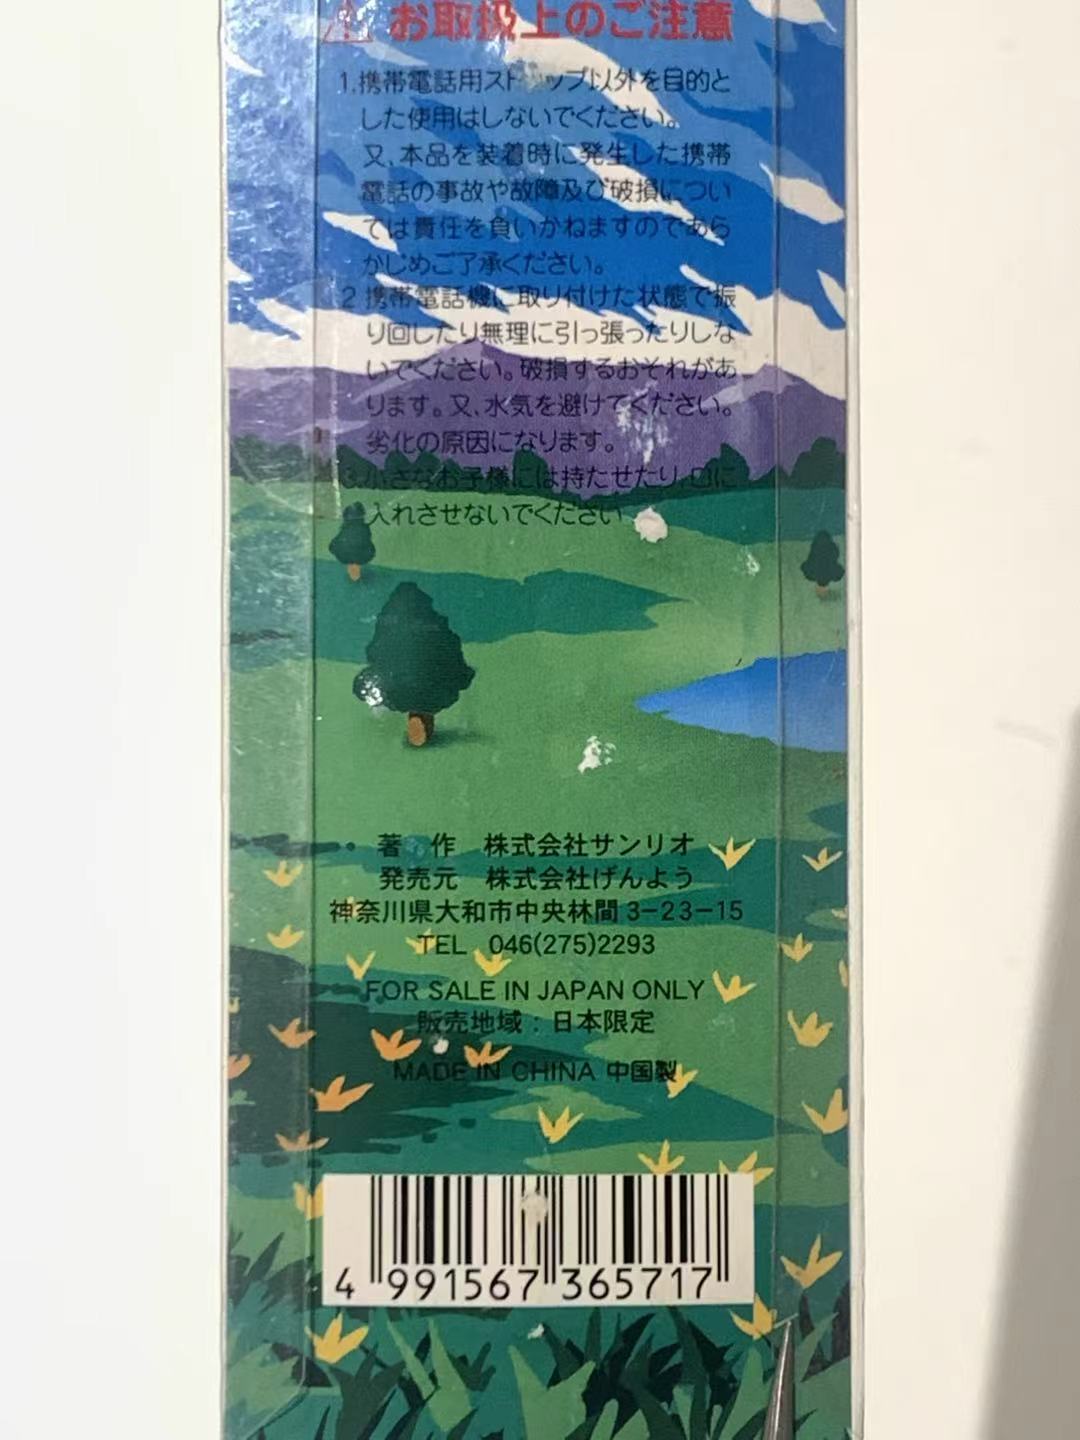 お取扱上のご注意
1.携帯電話用ストラップ以外を目的と
した使用はしないでください。
又、本品を装着時に発生した携帯
電話の事故や故障及び破損につい
ては責任を負いかねますのであら
かじめご了承ください。
2 携帯電話機に取り付けた状態で振
り回したり無理に引っ張ったりしな
いでください。破損するおそれがあ
ります。又、水気を避けてください。
劣化の原因になります。
3.小さなお子様には持たせたり、口に
入れさせないでください
著 作 株式会社サンリオ
発売元 株式会社げんよう
神奈川県大和市中央林間3-23-15
TEL 046(275)2293
FOR SALE IN JAPAN ONLY
販売地域:日本限定
MADE IN CHINA 中国製
4 991567 365717